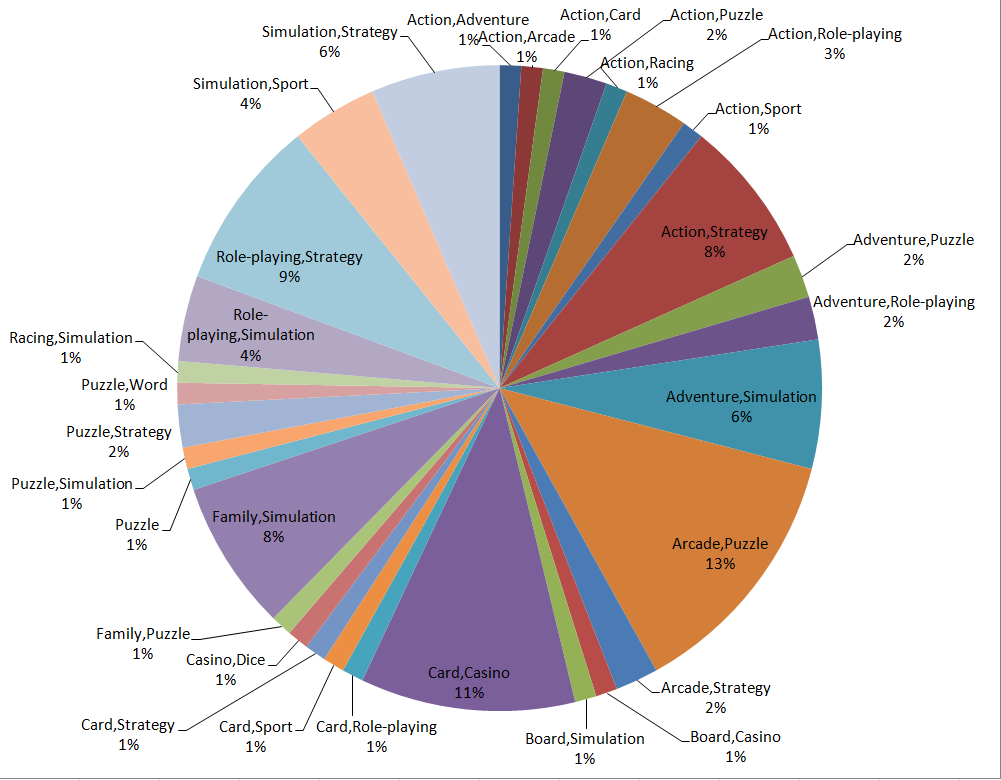 Action,Adventure
1%
Action,Arcade
1%
Action,Card
1%
Action,Puzzle
2%
Action,Racing
1%
Action,Role-playing
3%
Action,Sport
1%
Action,Strategy
8%
Adventure,Puzzle
2%
Adventure,Role-playing
2%
Adventure,Simulation
6%
Arcade,Puzzle
13%
Arcade,Strategy
2%
Board,Casino
1%
Board,Simulation
1%
Card,Casino
11%
Card,Role-playing
1%
Card,Sport
1%
Card,Strategy
1%
Casino,Dice
1%
Family,Puzzle
1%
Family,Simulation
8%
Puzzle
1%
Puzzle,Simulation
1%
Puzzle,Strategy
2%
Puzzle,Word
1%
Racing,Simulation
1%
Role-
playing,Simulation
4%
Role-playing,Strategy
9%
Simulation,Sport
4%
Simulation,Strategy
6%